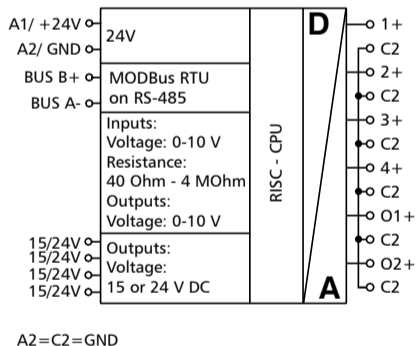 A1/ +24V
A2/ GND
BUS B+
BUS A-
15/24V
15/24V
15/24V
15/24V
24V
MODBus RTU
on RS-485
Inputs:
Voltage: 0-10 V
Resistance:
40 Ohm - 4 MOhm
Outputs:
Voltage: 0-10 V
Outputs:
Voltage:
15 or 24 V DC
RISC - CPU
D
A
1+
C2
2+
C2
3+
C2
4+
C2
O1+
C2
O2+
C2
A2=C2=GND